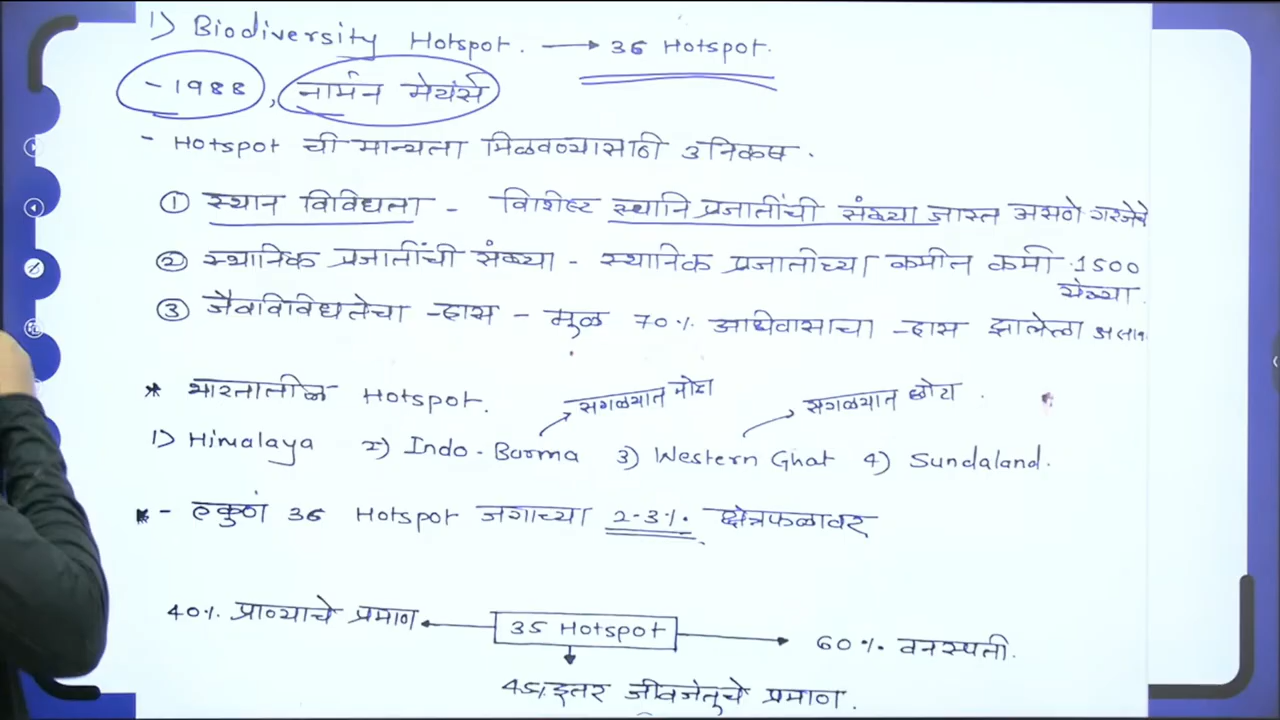 1) Biodiversity Hotspot. → 36 Hotspot.
- 1988, नार्मन मेयर्स
- Hotspot ची मान्यता मिळवण्यासाठी 3 निकष.
① स्थान विविधता - विशिष्ट स्थानि प्रजातींची संख्या जास्त असणे गरजेचे
② स्थानिक प्रजातींची संख्या - स्थानिक प्रजातीच्या कमीत कमी 1500
संख्या.
③ जैवविविधतेचा ऱ्हास - मूळ 70% अधिवासाचा ऱ्हास झालेला असाव
* भारतातील Hotspot. सगळ्यात मोठा सगळ्यात छोटा.
1) Himalaya 2) Indo-Burma 3) Western Ghat 4) Sundaland.
* - एकुण 36 Hotspot जगाच्या 2-3% क्षेत्रफळावर
40% प्राण्याचे प्रमाण ← 35 Hotspot → 60% वनस्पती.
45% इतर जीवजंतुचे प्रमाण.